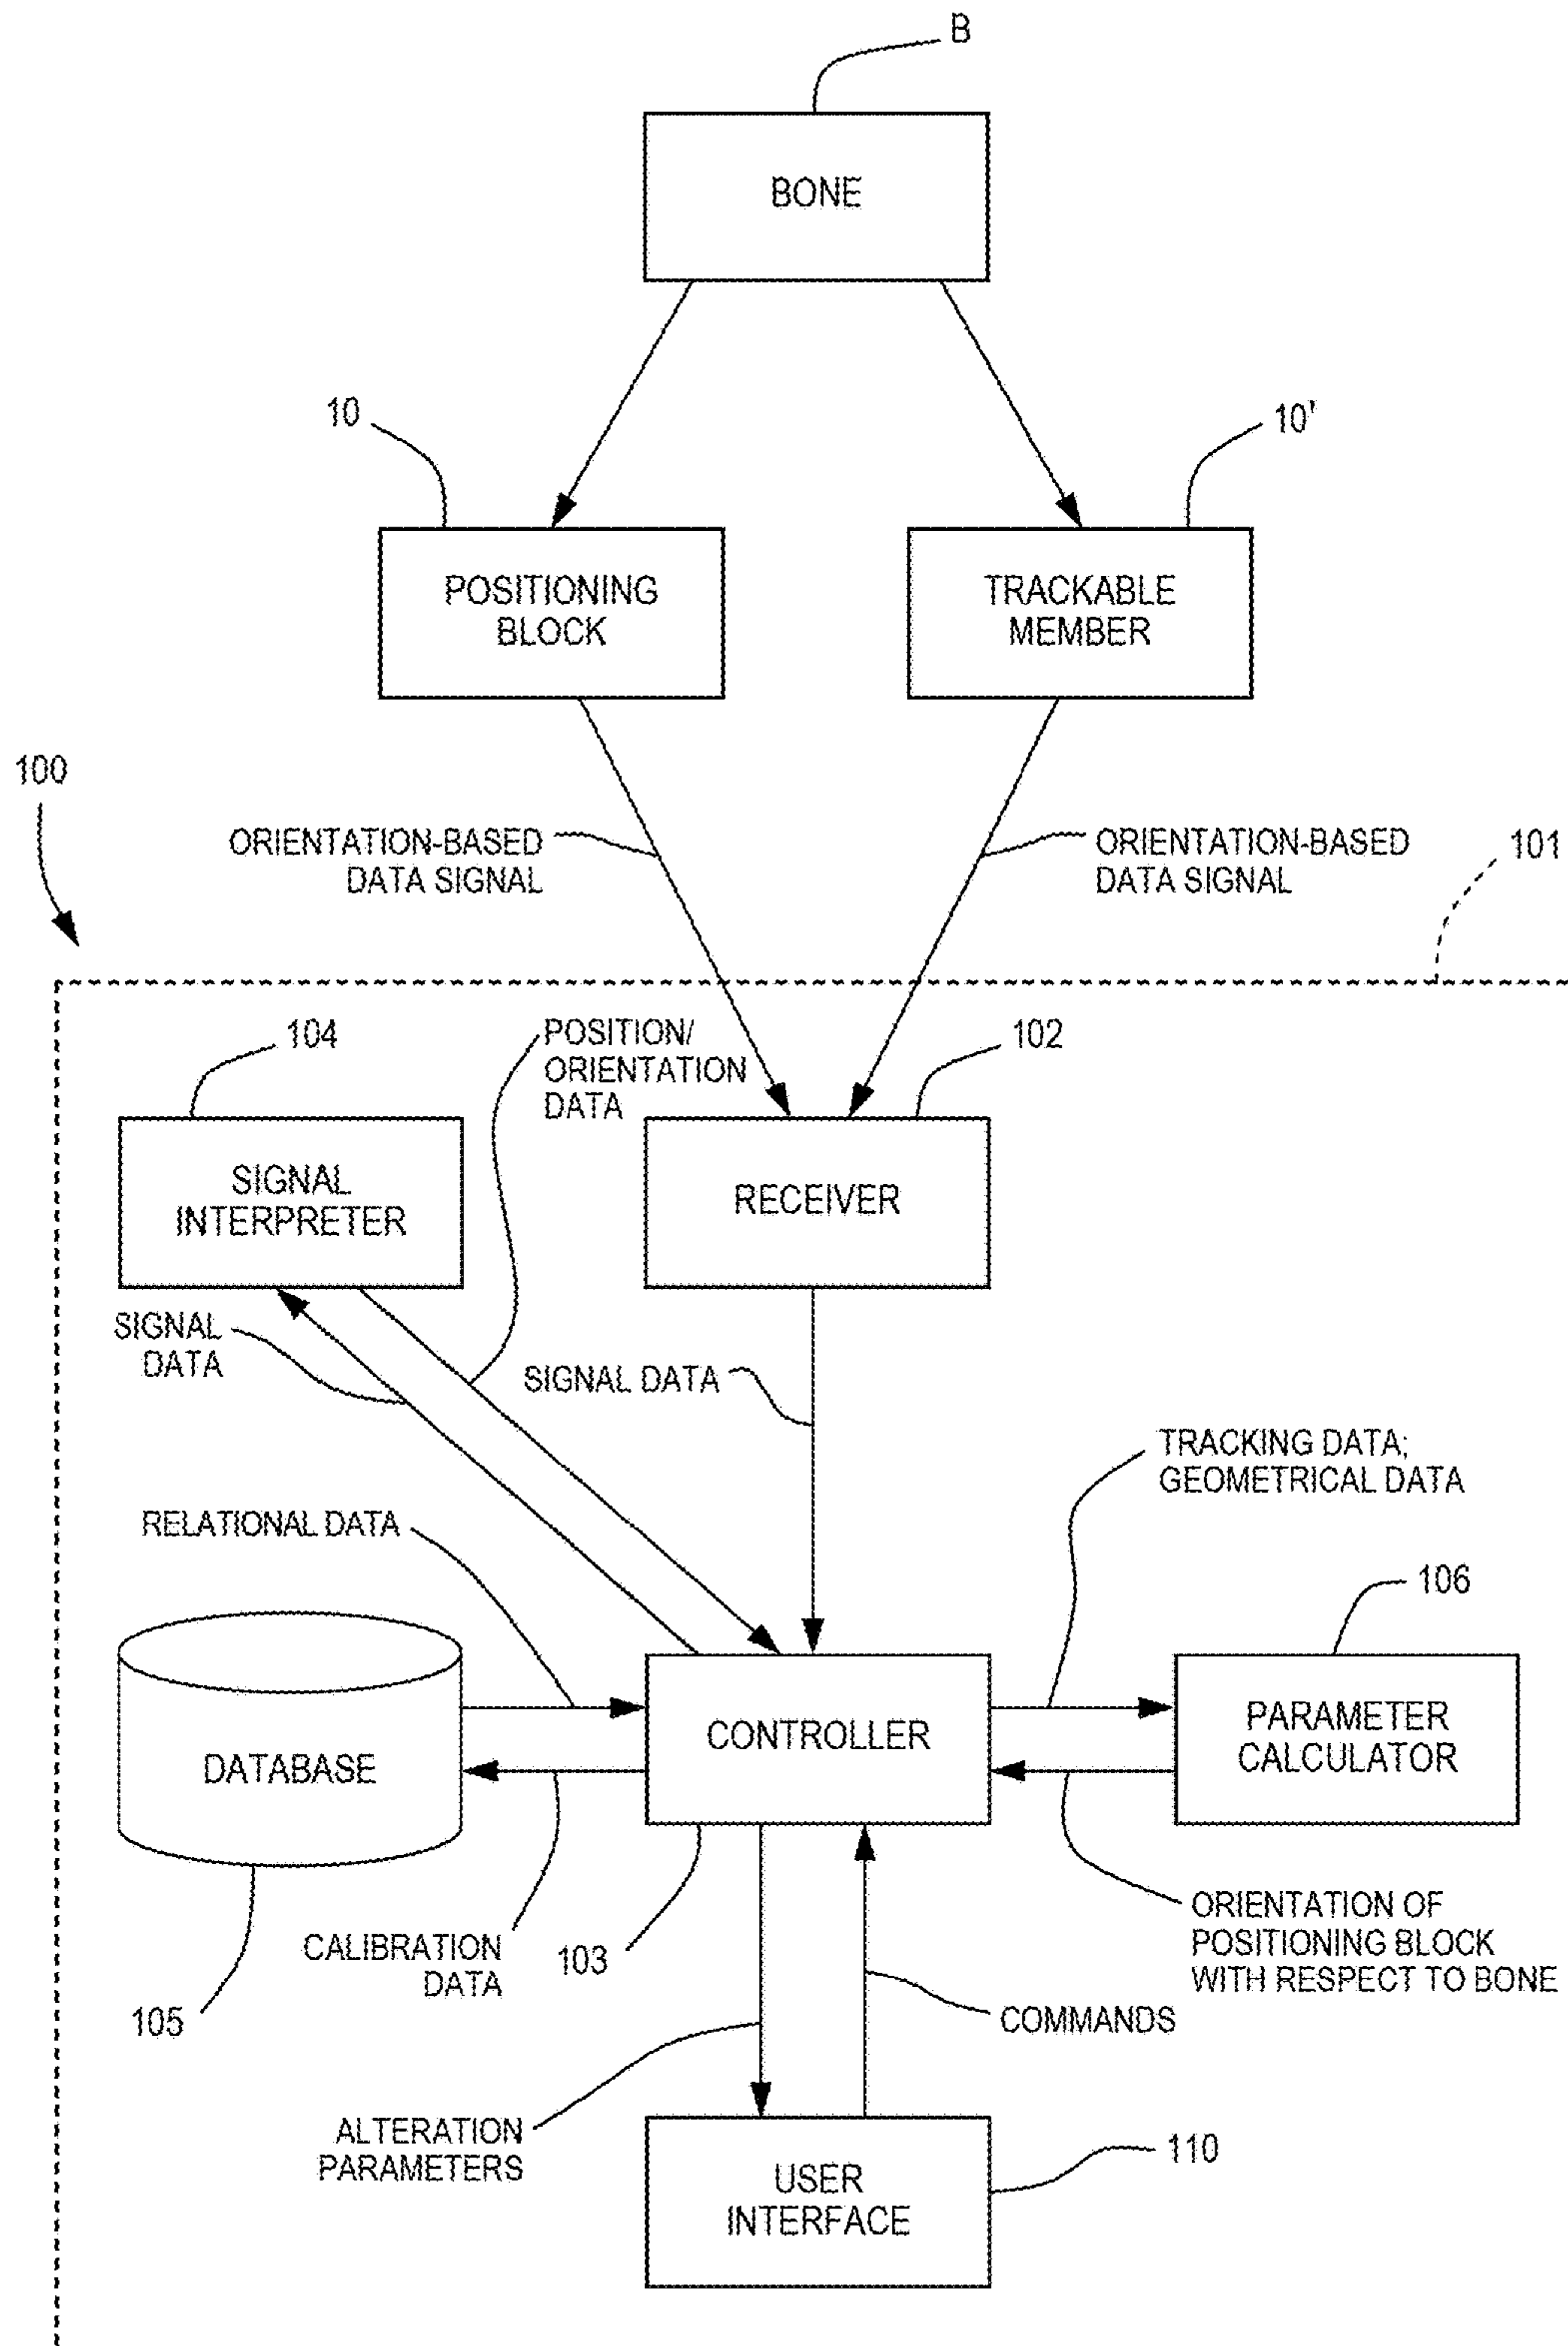 B
BONE
10
10'
POSITIONING
BLOCK
TRACKABLE
MEMBER
100
ORIENTATION-BASED
DATA SIGNAL
ORIENTATION-BASED
DATA SIGNAL
101
104
POSITION/
ORIENTATION
DATA
102
SIGNAL
INTERPRETER
RECEIVER
SIGNAL
DATA
SIGNAL DATA
TRACKING DATA;
GEOMETRICAL DATA
RELATIONAL DATA
106
DATABASE
CONTROLLER
PARAMETER
CALCULATOR
CALIBRATION
DATA
103
ORIENTATION OF
POSITIONING BLOCK
WITH RESPECT TO BONE
105
COMMANDS
ALTERATION
PARAMETERS
110
USER
INTERFACE